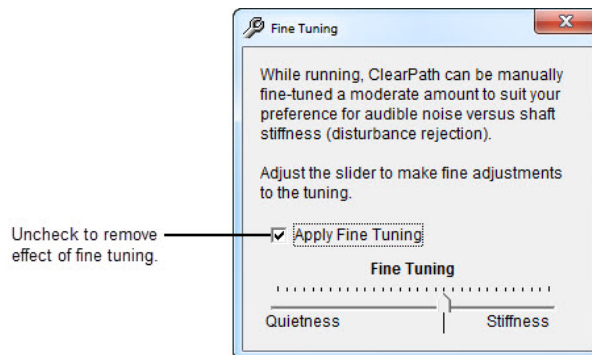 Fine Tuning
While running, ClearPath can be manually
fine-tuned a moderate amount to suit your
preference for audible noise versus shaft
stiffness (disturbance rejection).
Adjust the slider to make fine adjustments
to the tuning.
Uncheck to remove
effect of fine tuning.
Apply Fine Tuning
Fine Tuning
Quietness
Stiffness